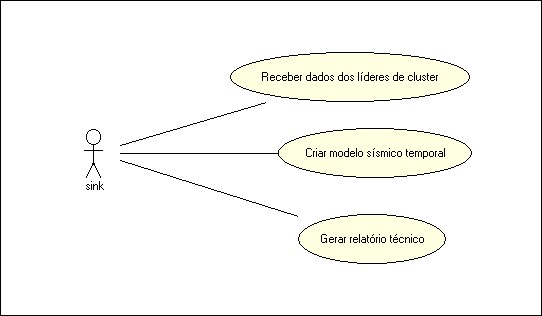 Receber dados dos líderes de cluster
Criar modelo sísmico temporal
sink
Gerar relatório técnico